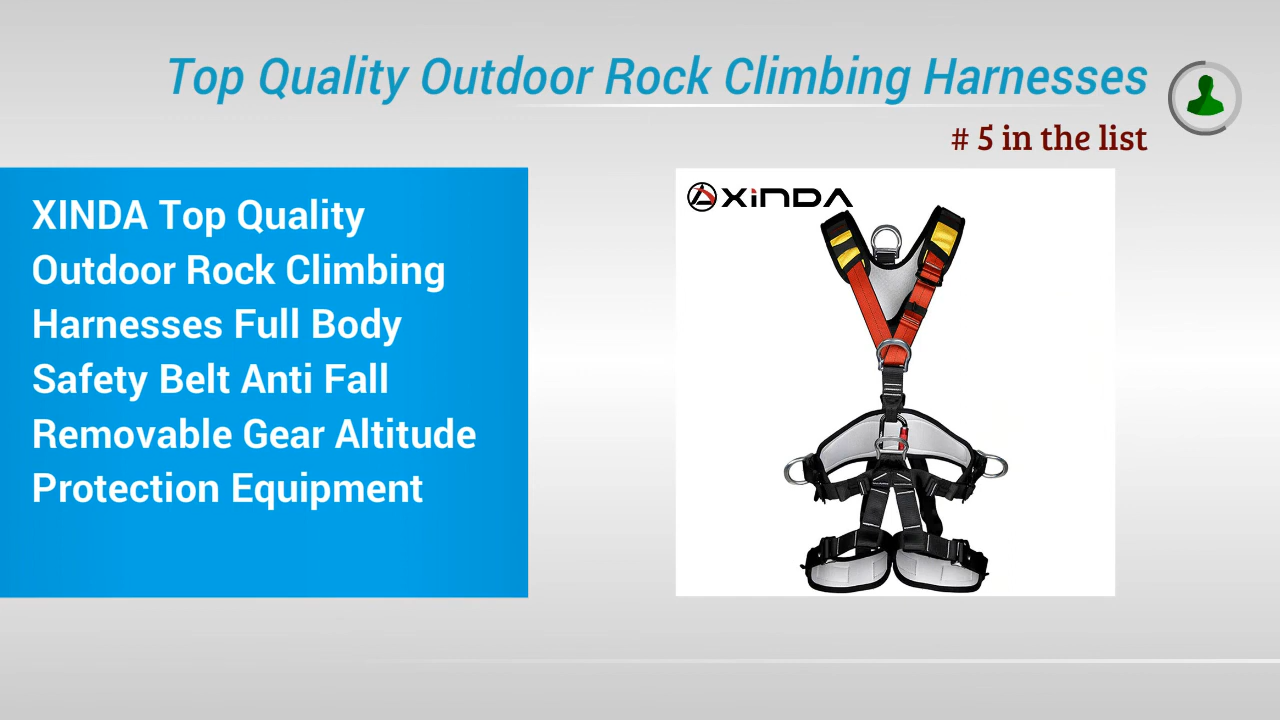 Top Quality Outdoor Rock Climbing Harnesses
# 5 in the list
XINDA Top Quality
Outdoor Rock Climbing
Harnesses Full Body
Safety Belt Anti Fall
Removable Gear Altitude
Protection Equipment
XINDA